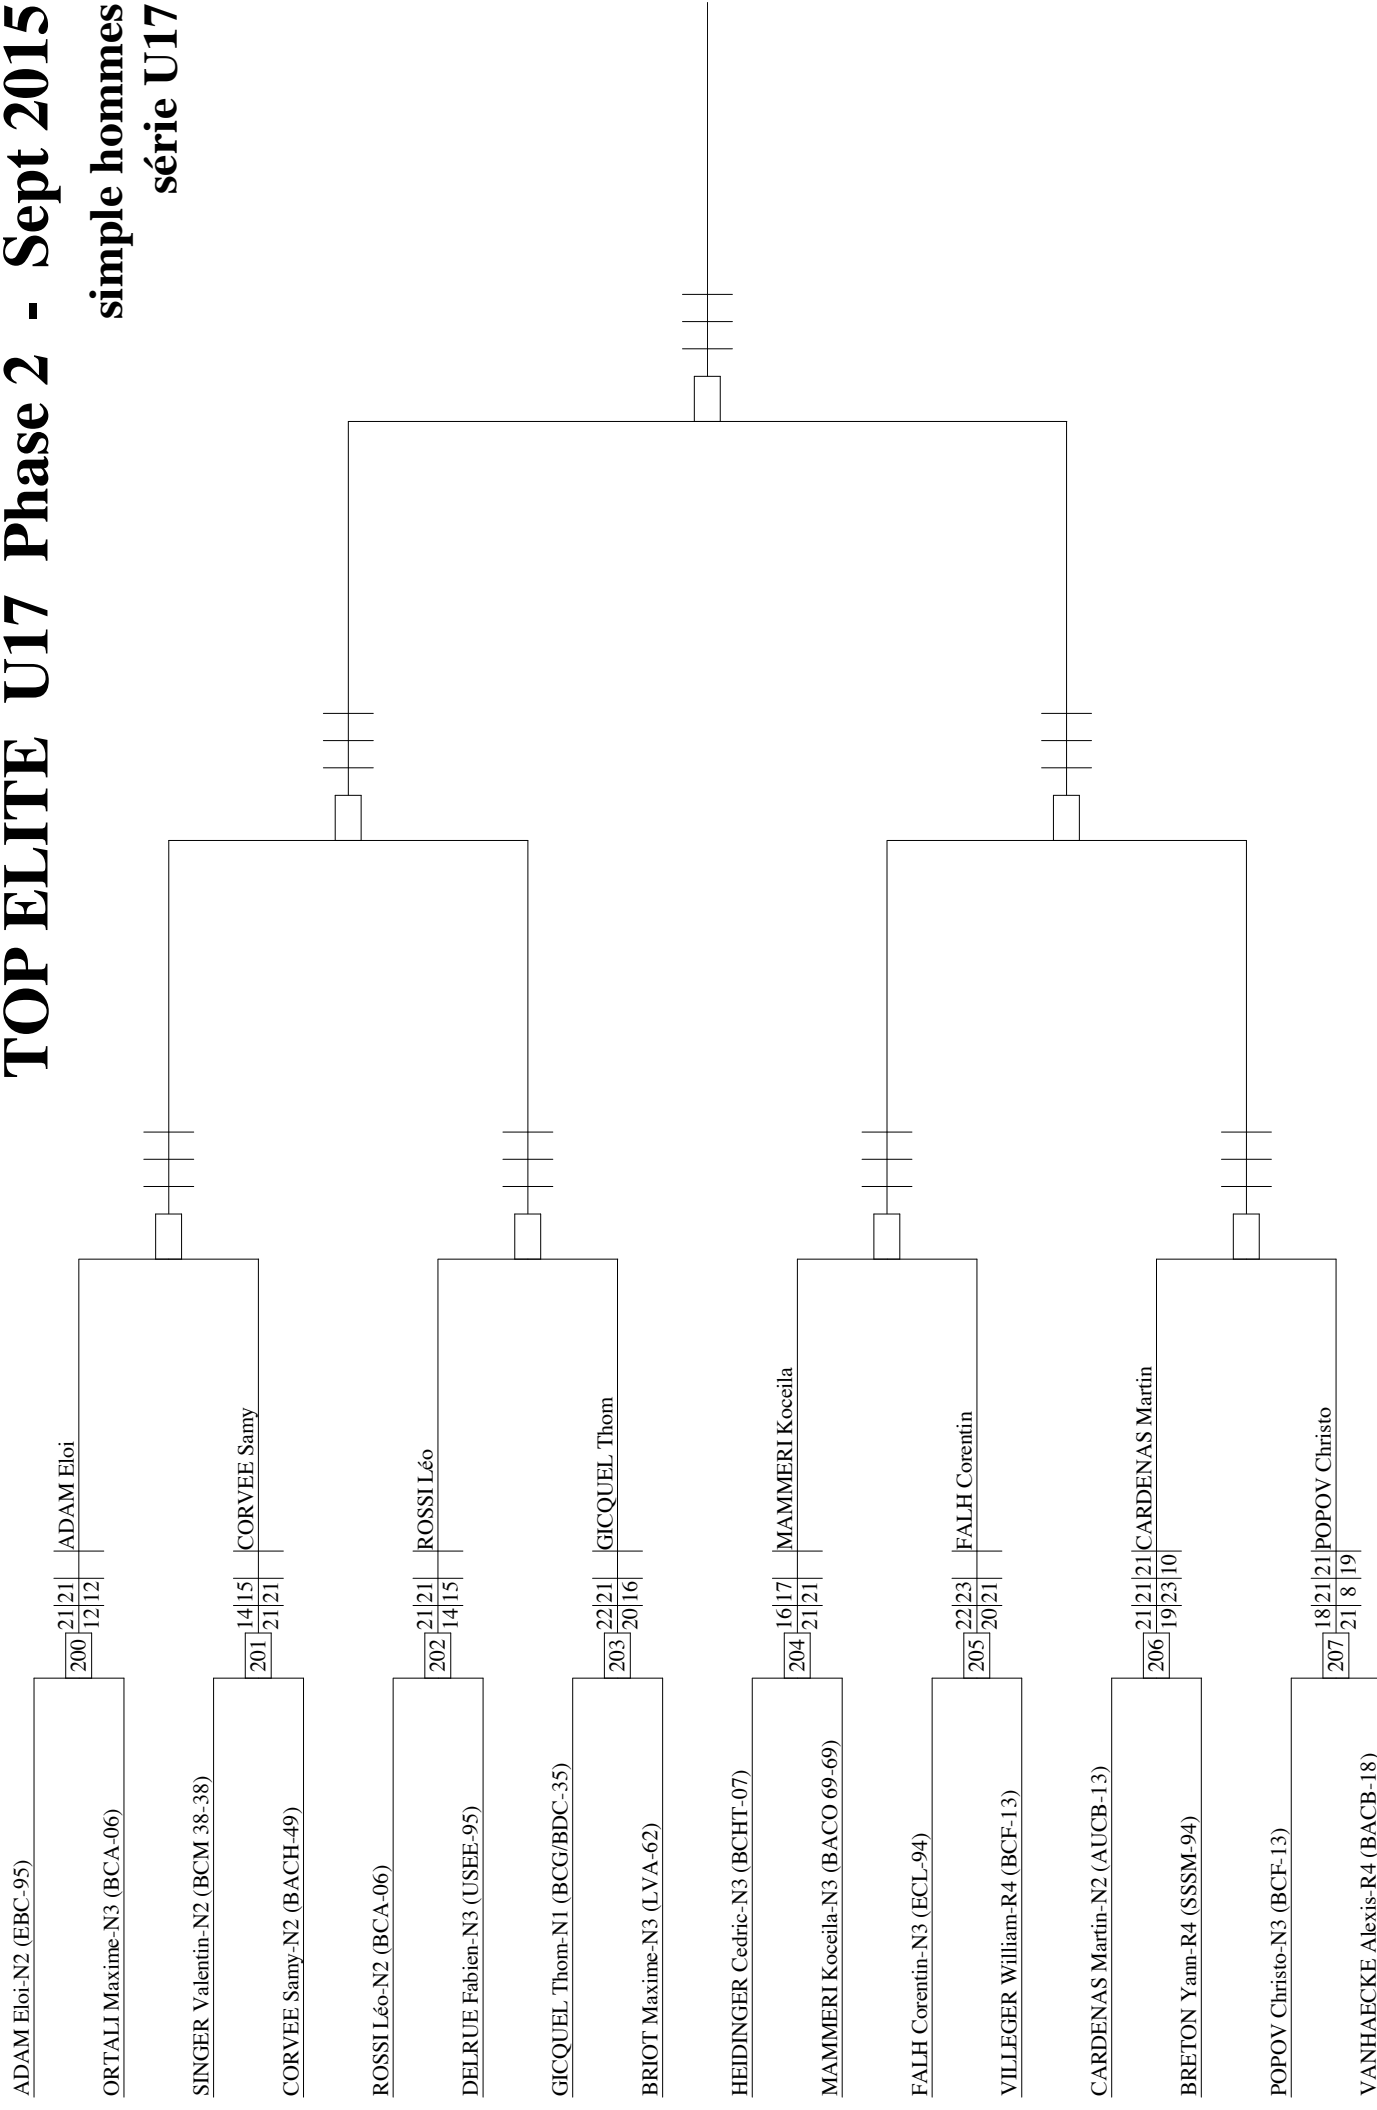 TOP ELITE U17 Phase 2 - Sept 2015
simple hommes
série U17
ADAM Eloi-N2 (EBC-95)
200
21 21
12 12
ADAM Eloi
ORTALI Maxime-N3 (BCA-06)
SINGER Valentin-N2 (BCM 38-38)
201
14 15
21 21
CORVEE Samy
CORVEE Samy-N2 (BACH-49)
ROSSI Léo-N2 (BCA-06)
202
21 21
14 15
ROSSI Léo
DELRUE Fabien-N3 (USEE-95)
GICQUEL Thom-N1 (BCG/BDC-35)
203
22 21
20 16
GICQUEL Thom
BRIOT Maxime-N3 (LVA-62)
HEIDINGER Cedric-N3 (BCHT-07)
204
16 17
21 21
MAMMERI Koceila
MAMMERI Koceila-N3 (BACO 69-69)
FALH Corentin-N3 (ECL-94)
205
22 23
20 21
FALH Corentin
VILLEGER William-R4 (BCF-13)
CARDENAS Martin-N2 (AUCB-13)
206
21 21 21
19 23 10
CARDENAS Martin
BRETON Yann-R4 (SSSM-94)
POPOV Christo-N3 (BCF-13)
207
18 21 21
21 8 19
POPOV Christo
VANHAECKE Alexis-R4 (BACB-18)